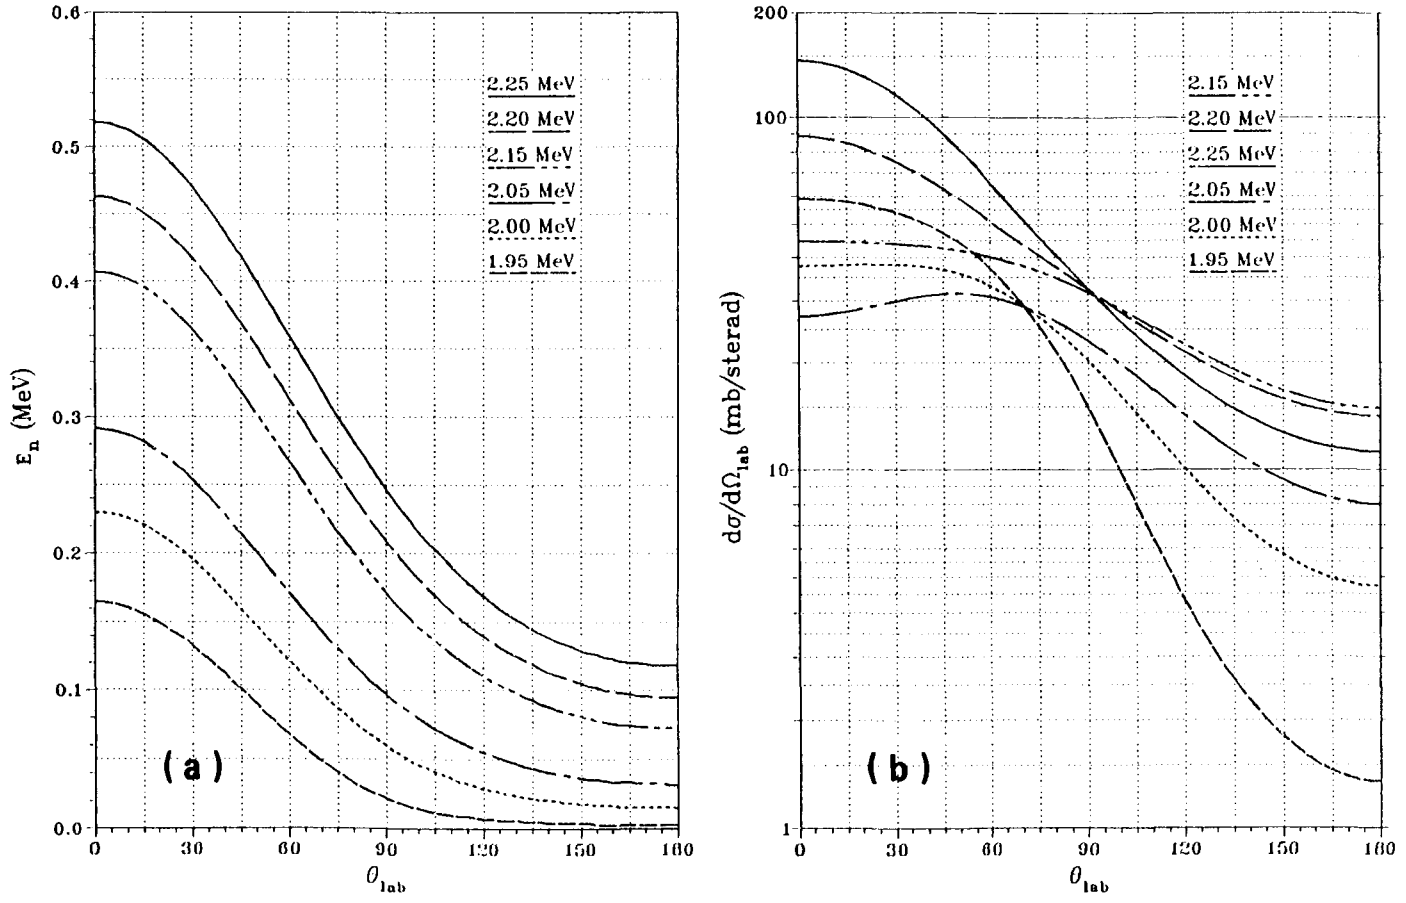 0.6
0.5
0.4
0.3
0.2
0.1
0.0
E_n (MeV)
2.25 MeV
2.20 MeV
2.15 MeV
2.05 MeV
2.00 MeV
1.95 MeV
(a)
0
30
60
90
120
150
180
θ_lab
200
100
10
1
dσ/dΩ_lab (mb/sterad)
2.15 MeV
2.20 MeV
2.25 MeV
2.05 MeV
2.00 MeV
1.95 MeV
(b)
0
30
60
90
120
150
180
θ_lab